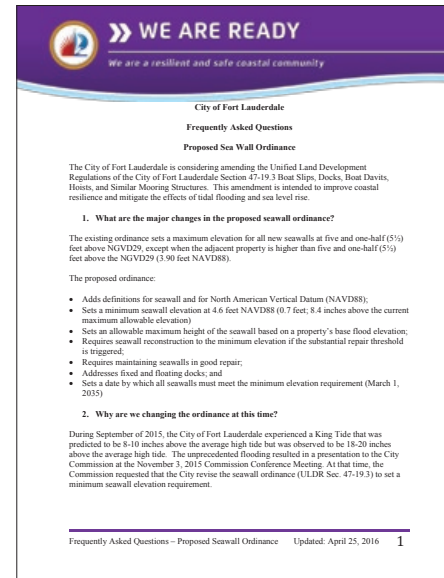 WE ARE READY
We are a resilient and safe coastal community
City of Fort Lauderdale
Frequently Asked Questions
Proposed Sea Wall Ordinance
The City of Fort Lauderdale is considering amending the Unified Land Development
Regulations of the City of Fort Lauderdale Section 47-19.3 Boat Slips, Docks, Boat Davits,
Hoists, and Similar Mooring Structures. This amendment is intended to improve coastal
resilience and mitigate the effects of tidal flooding and sea level rise.
1. What are the major changes in the proposed seawall ordinance?
The existing ordinance sets a maximum elevation for all new seawalls at five and one-half (5½)
feet above NGVD29, except when the adjacent property is higher than five and one-half (5½)
feet above the NGVD29 (3.90 feet NAVD88).
The proposed ordinance:
• Adds definitions for seawall and for North American Vertical Datum (NAVD88);
• Sets a minimum seawall elevation at 4.6 feet NAVD88 (0.7 feet; 8.4 inches above the current
maximum allowable elevation)
• Sets an allowable maximum height of the seawall based on a property's base flood elevation;
• Requires seawall reconstruction to the minimum elevation if the substantial repair threshold
is triggered;
• Requires maintaining seawalls in good repair;
• Addresses fixed and floating docks; and
• Sets a date by which all seawalls must meet the minimum elevation requirement (March 1,
2035)
2. Why are we changing the ordinance at this time?
During September of 2015, the City of Fort Lauderdale experienced a King Tide that was
predicted to be 8-10 inches above the average high tide but was observed to be 18-20 inches
above the average high tide. The unprecedented flooding resulted in a presentation to the City
Commission at the November 3, 2015 Commission Conference Meeting. At that time, the
Commission requested that the City revise the seawall ordinance (ULDR Sec. 47-19.3) to set a
minimum seawall elevation requirement.
Frequently Asked Questions – Proposed Seawall Ordinance Updated: April 25, 2016 1